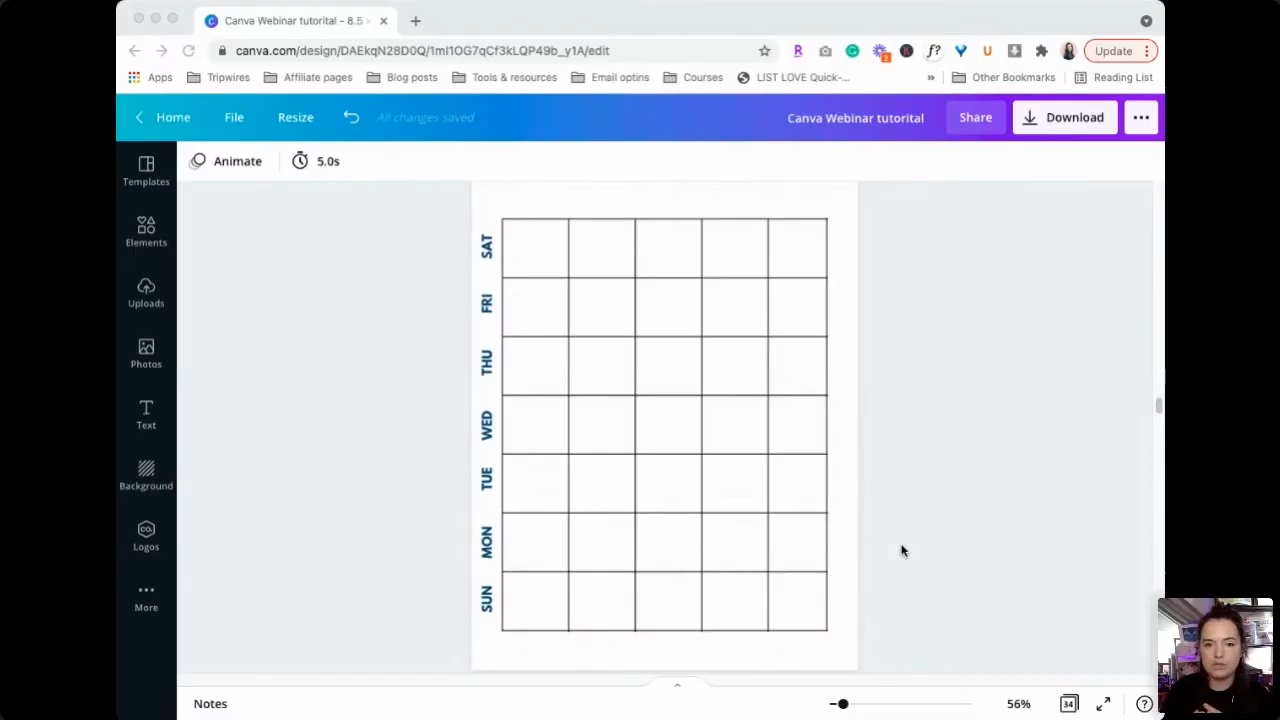 Canva Webinar tutorital - 8.5 ×
canva.com/design/DAEkqN28D0Q/1mI1OG7qCf3kLQP49b_y1A/edit
Update
Apps Tripwires Affiliate pages Blog posts Tools & resources Email optins Courses LIST LOVE Quick-... » Other Bookmarks Reading List
Home File Resize All changes saved Canva Webinar tutorital Share Download
Animate 5.0s
Templates
Elements
Uploads
Photos
Text
Background
CO.
Logos
More
SAT
FRI
THU
WED
TUE
MON
SUN
Notes 56% 34 ?